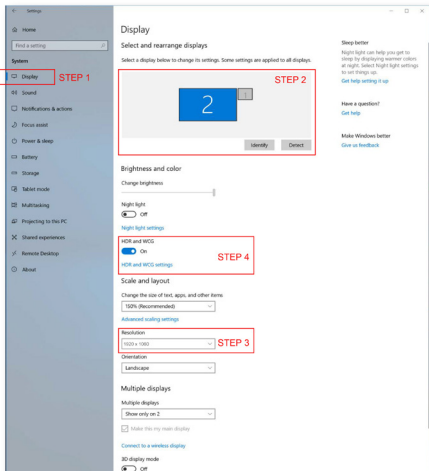 Settings
Home
Find a setting
System
Display
STEP 1
Sound
Notifications & actions
Focus assist
Power & sleep
Battery
Storage
Tablet mode
Multitasking
Projecting to this PC
Shared experiences
Remote Desktop
About
Display
Select and rearrange displays
Select a display below to change its settings. Some settings are applied to all displays.
STEP 2
2
1
Identify
Detect
Brightness and color
Change brightness
Night light
Off
Night light settings
HDR and WCG
On
STEP 4
HDR and WCG settings
Scale and layout
Change the size of text, apps, and other items
150% (Recommended)
Advanced scaling settings
Resolution
1920 x 1080
STEP 3
Orientation
Landscape
Multiple displays
Multiple displays
Show only on 2
Make this my main display
Connect to a wireless display
3D display mode
Off
Sleep better
Night light can help you get to
sleep by displaying warmer colors
at night. Select Night light settings
to set things up.
Get help setting it up
Have a question?
Get help
Make Windows better
Give us feedback